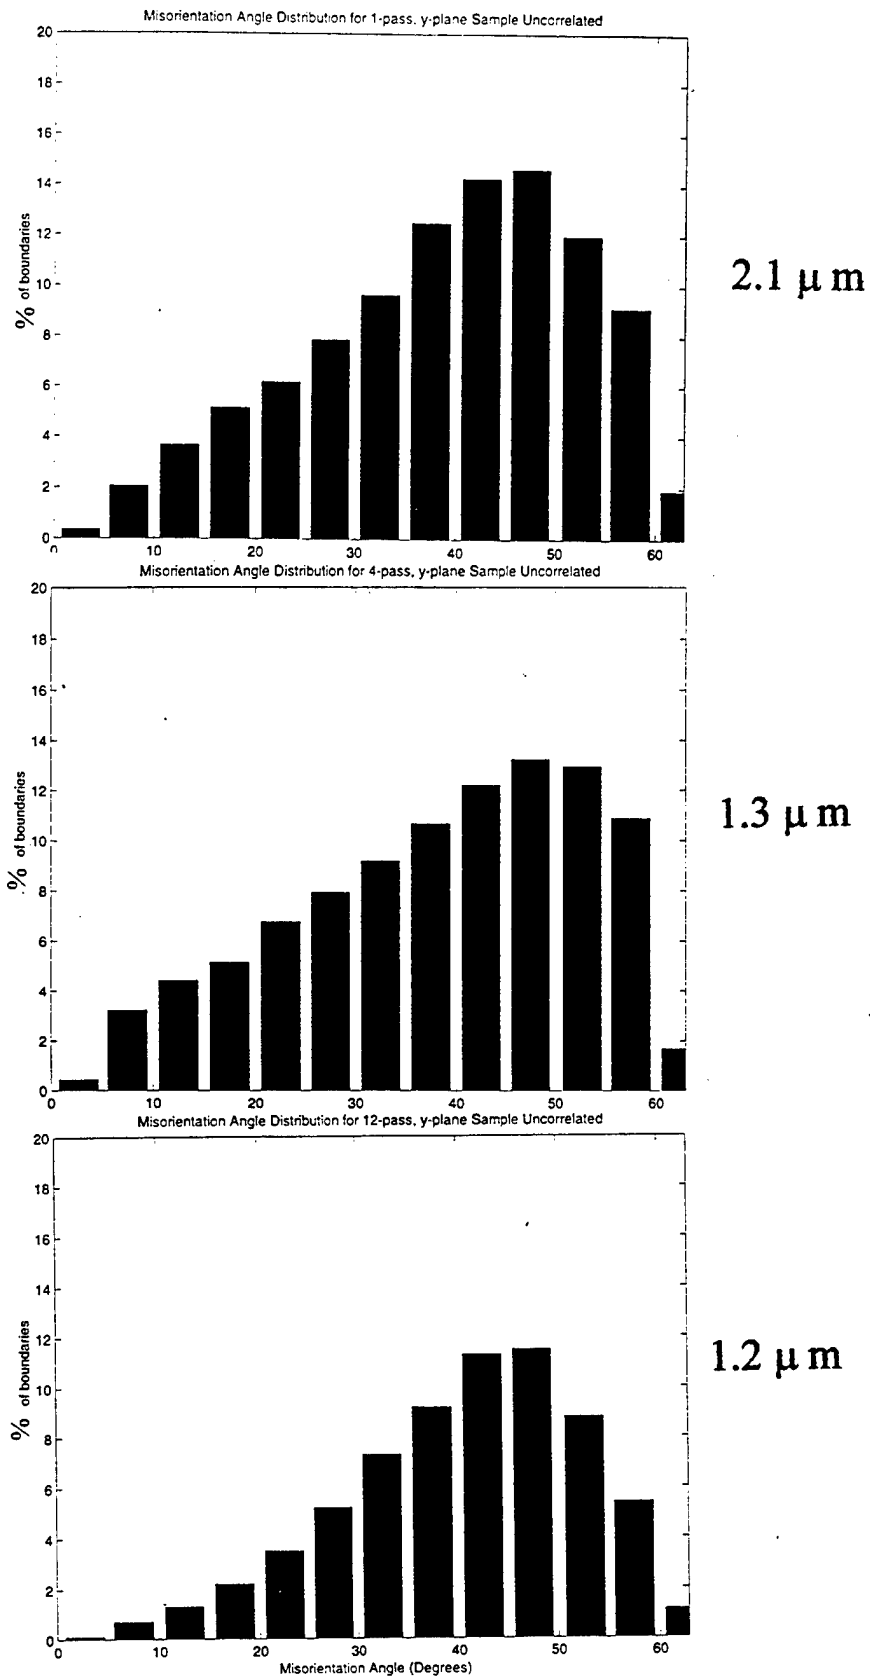 Misorientation Angle Distribution for 1-pass, y-plane Sample Uncorrelated
20
18
16
14
12
10
8
6
4
2
0
% of boundaries
2.1 μ m
0 10 20 30 40 50 60
Misorientation Angle Distribution for 4-pass, y-plane Sample Uncorrelated
20
18
16
14
12
10
8
6
4
2
0
% of boundaries
1.3 μ m
0 10 20 30 40 50 60
Misorientation Angle Distribution for 12-pass, y-plane Sample Uncorrelated
20
18
16
14
12
10
8
6
4
2
0
% of boundaries
1.2 μ m
0 10 20 30 40 50 60
Misorientation Angle (Degrees)